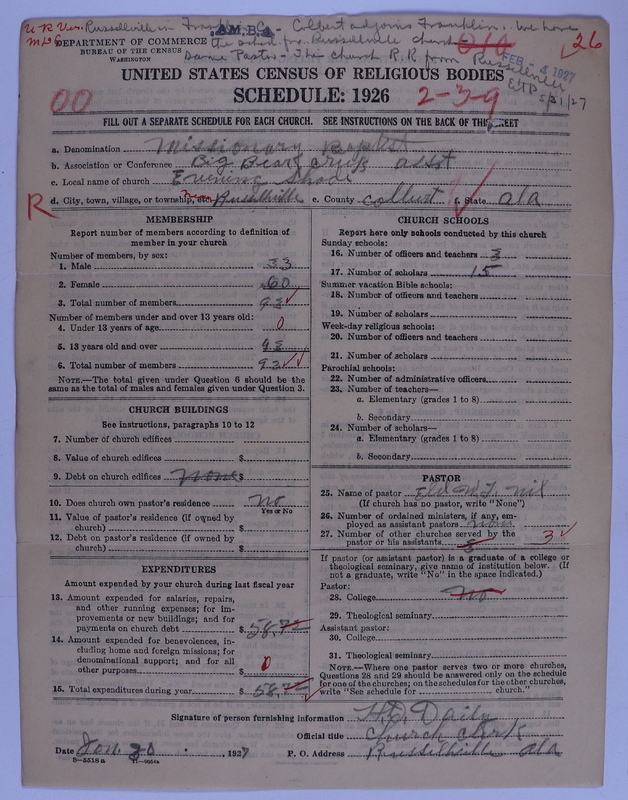 U.R. Ver. Russellville in Franklin Co. Colbert adjoins Franklin. We have
A.M.B.A.
DEPARTMENT OF COMMERCE the sched. for Russellville church 26
BUREAU OF THE CENSUS
WASHINGTON
Same Pastor - This church R.R. from Russellville
FEB - 4 1927
EJP 5/31/27
UNITED STATES CENSUS OF RELIGIOUS BODIES
SCHEDULE: 1926
00 2-3-9
FILL OUT A SEPARATE SCHEDULE FOR EACH CHURCH. SEE INSTRUCTIONS ON THE BACK OF THIS SHEET
a. Denomination Missionary Baptist
b. Association or Conference Big Bear crick asst
c. Local name of church Evening Shade
R
d. City, town, village, or township, etc. Russellville e. County Collbert f. State ala
MEMBERSHIP
Report number of members according to definition of
member in your church
Number of members, by sex:
1. Male 33
2. Female 60
3. Total number of members 93
Number of members under and over 13 years old:
4. Under 13 years of age 0
5. 13 years old and over 93
6. Total number of members 93
NOTE.—The total given under Question 6 should be the
same as the total of males and females given under Question 3.
CHURCH BUILDINGS
See instructions, paragraphs 10 to 12
7. Number of church edifices
8. Value of church edifices $
9. Debt on church edifices none $
10. Does church own pastor's residence no
Yes or No
11. Value of pastor's residence (if owned by
church) $
12. Debt on pastor's residence (if owned by
church) $
EXPENDITURES
Amount expended by your church during last fiscal year
13. Amount expended for salaries, repairs,
and other running expenses; for im-
provements or new buildings; and for
payments on church debt $ 58.75
14. Amount expended for benevolences, in-
cluding home and foreign missions; for
denominational support; and for all
other purposes $ 0
15. Total expenditures during year $ 58.75
CHURCH SCHOOLS
Report here only schools conducted by this church
Sunday schools:
16. Number of officers and teachers 3
17. Number of scholars 15
Summer vacation Bible schools:
18. Number of officers and teachers
19. Number of scholars
Week-day religious schools:
20. Number of officers and teachers
21. Number of scholars
Parochial schools:
22. Number of administrative officers
23. Number of teachers—
a. Elementary (grades 1 to 8)
b. Secondary
24. Number of scholars—
a. Elementary (grades 1 to 8)
b. Secondary
PASTOR
25. Name of pastor Eld W.T. Nix
(If church has no pastor, write "None")
26. Number of ordained ministers, if any, em-
ployed as assistant pastors none
27. Number of other churches served by the
pastor or his assistants 3
If pastor (or assistant pastor) is a graduate of a college or
theological seminary, give name of institution below. (If
not a graduate, write "No" in the space indicated.)
Pastor:
28. College no
29. Theological seminary
Assistant pastor:
30. College
31. Theological seminary
NOTE.—Where one pastor serves two or more churches,
Questions 28 and 29 should be answered only on the schedule
for one of the churches; on the schedules for the other churches,
write "See schedule for church."
Signature of person furnishing information H.D. Daily
Official title Church clerk
Date Jan 30, 1927 P. O. Address Russellville ala
8—5518 a